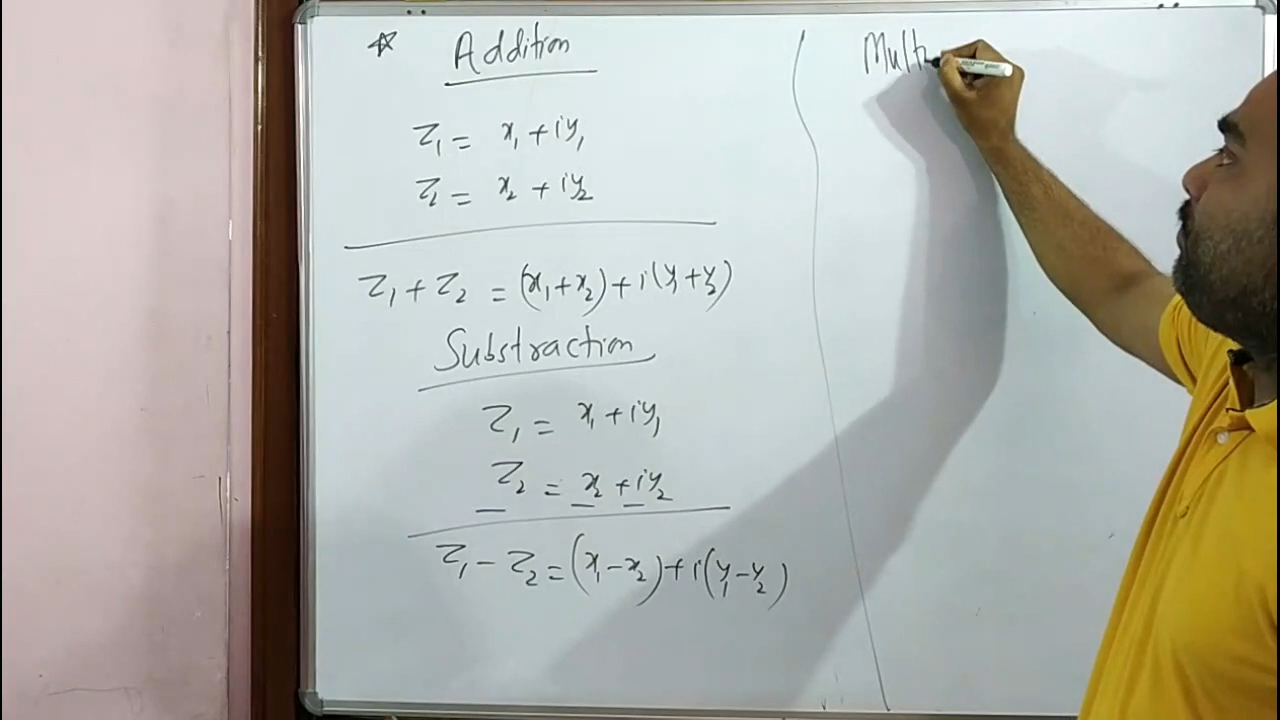 ☆ Addition
z₁ = x₁ + iy₁
z₂ = x₂ + iy₂
z₁ + z₂ = (x₁+x₂) + i(y₁+y₂)
Substraction
z₁ = x₁ + iy₁
z₂ = x₂ + iy₂
z₁ − z₂ = (x₁−x₂) + i(y₁−y₂)
Multi